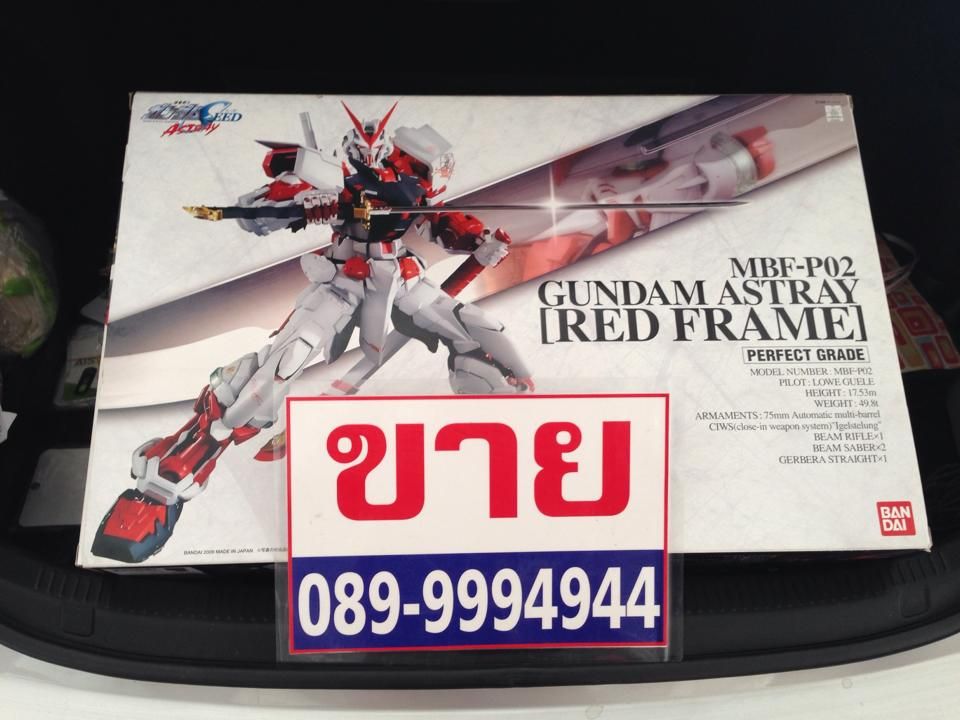 SEED
ASTRAY
MBF-P02
GUNDAM ASTRAY
[RED FRAME]
PERFECT GRADE
MODEL NUMBER : MBF-P02
PILOT : LOWE GUELE
HEIGHT : 17.53m
WEIGHT : 49.8t
ARMAMENTS : 75mm Automatic multi-barrel
CIWS(close-in weapon system)"Igelstelung"
BEAM RIFLE×1
BEAM SABER×2
GERBERA STRAIGHT×1
BAN
DAI
BANDAI 2009 MADE IN JAPAN
ขาย
089-9994944